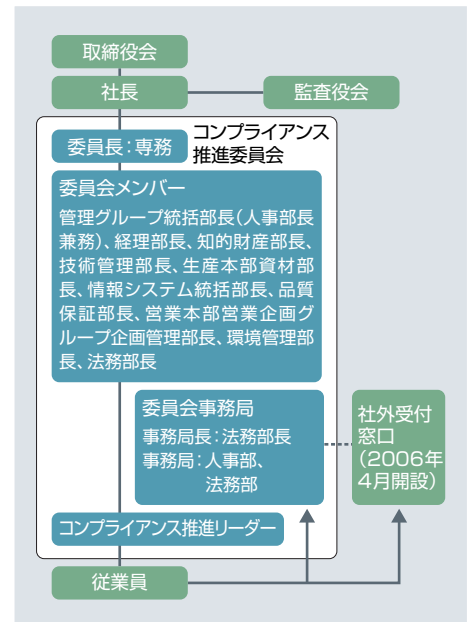 取締役会
社長
監査役会
コンプライアンス
推進委員会
委員長:専務
委員会メンバー
管理グループ統括部長(人事部長
兼務)、経理部長、知的財産部長、
技術管理部長、生産本部資材部
長、情報システム統括部長、品質
保証部長、営業本部営業企画グ
ループ企画管理部長、環境管理部
長、法務部長
委員会事務局
事務局長:法務部長
事務局:人事部、
法務部
社外受付
窓口
(2006年
4月開設)
コンプライアンス推進リーダー
従業員